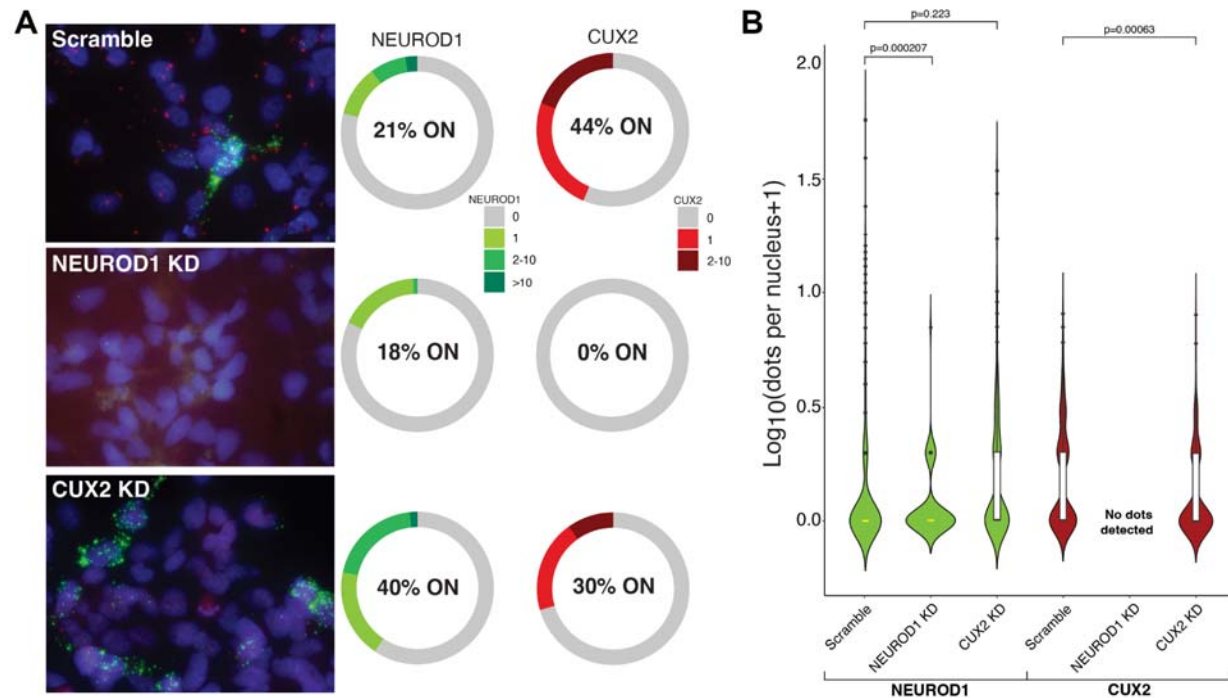 A
Scramble
NEUROD1
CUX2
21% ON
44% ON
NEUROD1
0
1
2-10
>10
CUX2
0
1
2-10
NEUROD1 KD
18% ON
0% ON
CUX2 KD
40% ON
30% ON
B
p=0.223
p=0.000207
p=0.00063
Log10(dots per nucleus+1)
2.0
1.5
1.0
0.5
0.0
No dots
detected
Scramble
NEUROD1 KD
CUX2 KD
Scramble
NEUROD1 KD
CUX2 KD
NEUROD1
CUX2